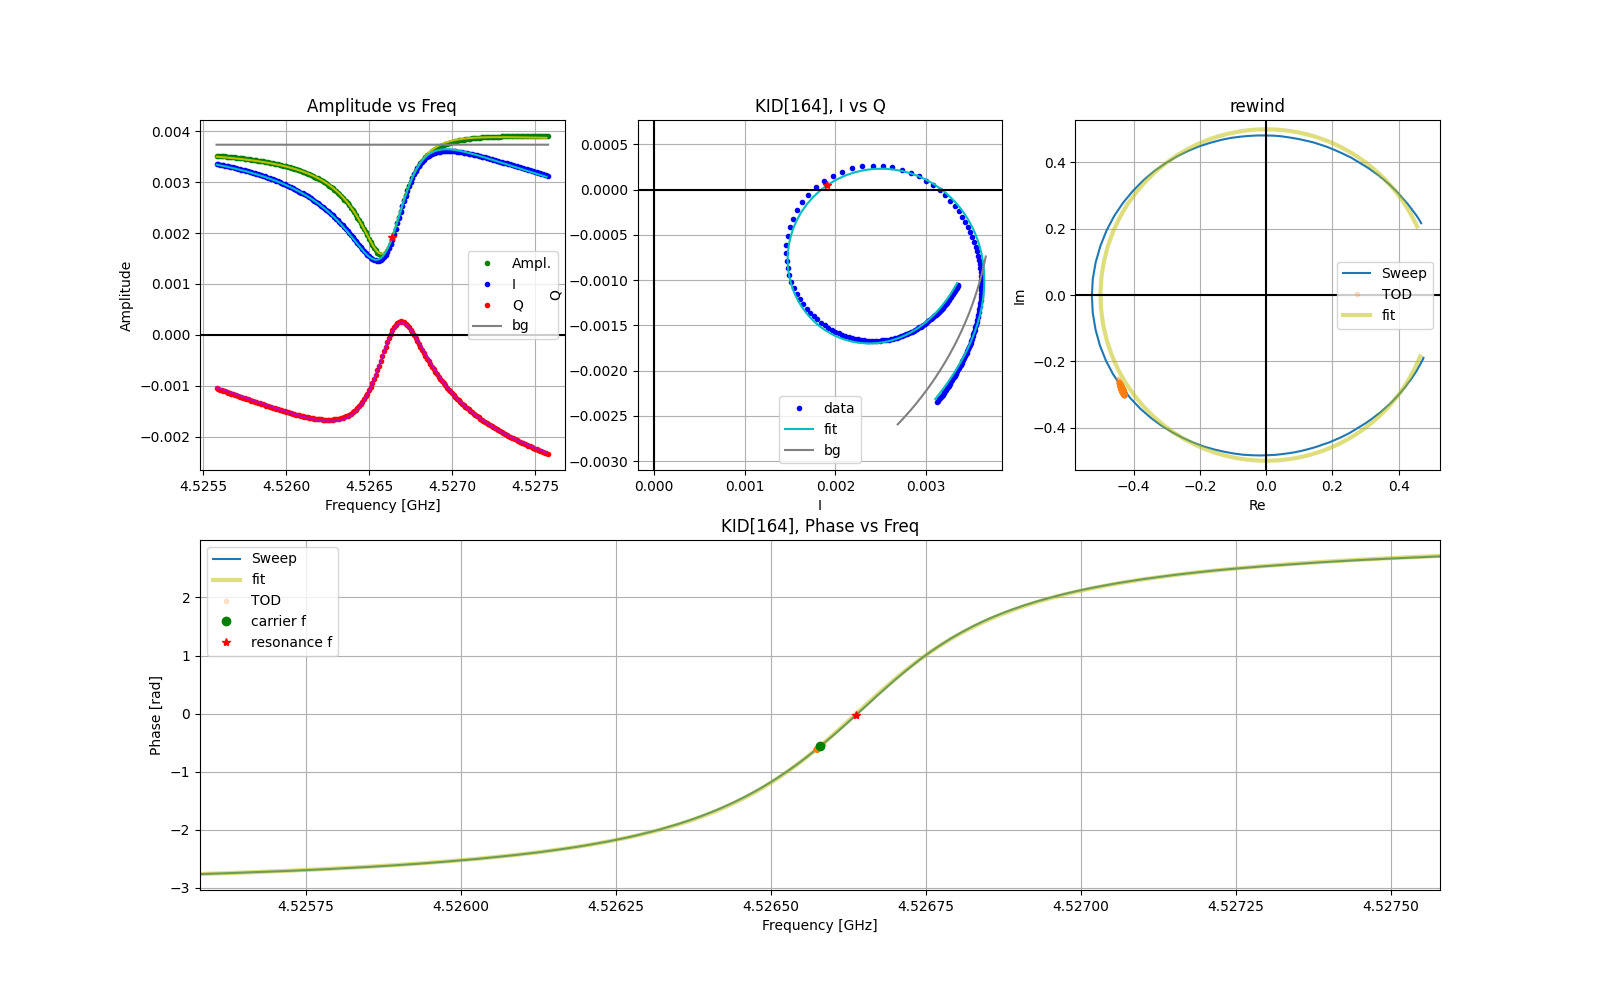 Amplitude vs Freq
Amplitude
0.004
0.003
0.002
0.001
0.000
−0.001
−0.002
4.5255
4.5260
4.5265
4.5270
4.5275
Frequency [GHz]
Ampl.
I
Q
bg
KID[164], I vs Q
Q
0.0005
0.0000
−0.0005
−0.0010
−0.0015
−0.0020
−0.0025
−0.0030
0.000
0.001
0.002
0.003
I
data
fit
bg
rewind
Im
0.4
0.2
0.0
−0.2
−0.4
−0.4
−0.2
0.0
0.2
0.4
Re
Sweep
TOD
fit
KID[164], Phase vs Freq
Phase [rad]
2
1
0
−1
−2
−3
4.52575
4.52600
4.52625
4.52650
4.52675
4.52700
4.52725
4.52750
Frequency [GHz]
Sweep
fit
TOD
carrier f
resonance f